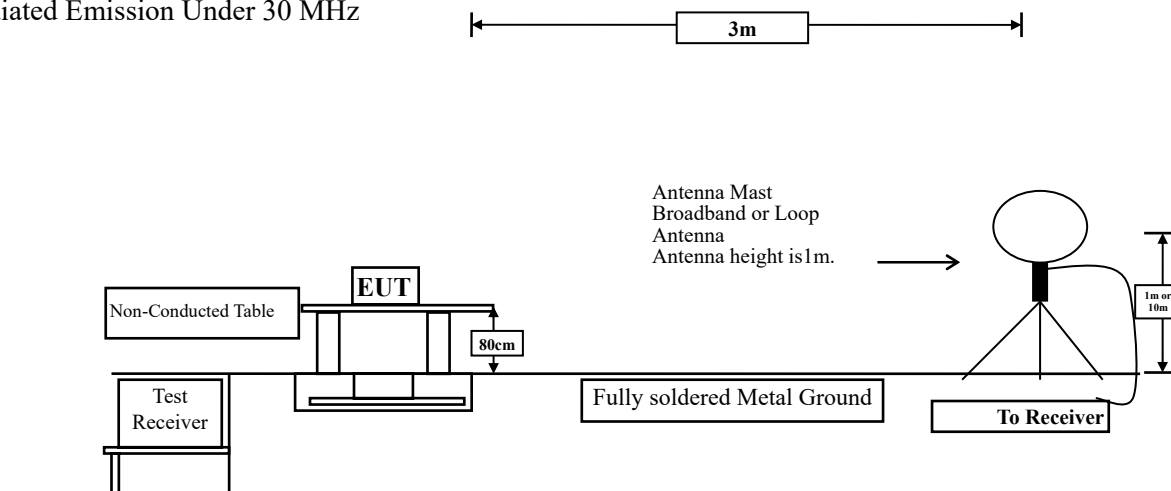 iated Emission Under 30 MHz
3m
Antenna Mast
Broadband or Loop
Antenna
Antenna height is1m.
EUT
Non-Conducted Table
1m or
10m
80cm
Test
Receiver
Fully soldered Metal Ground
To Receiver